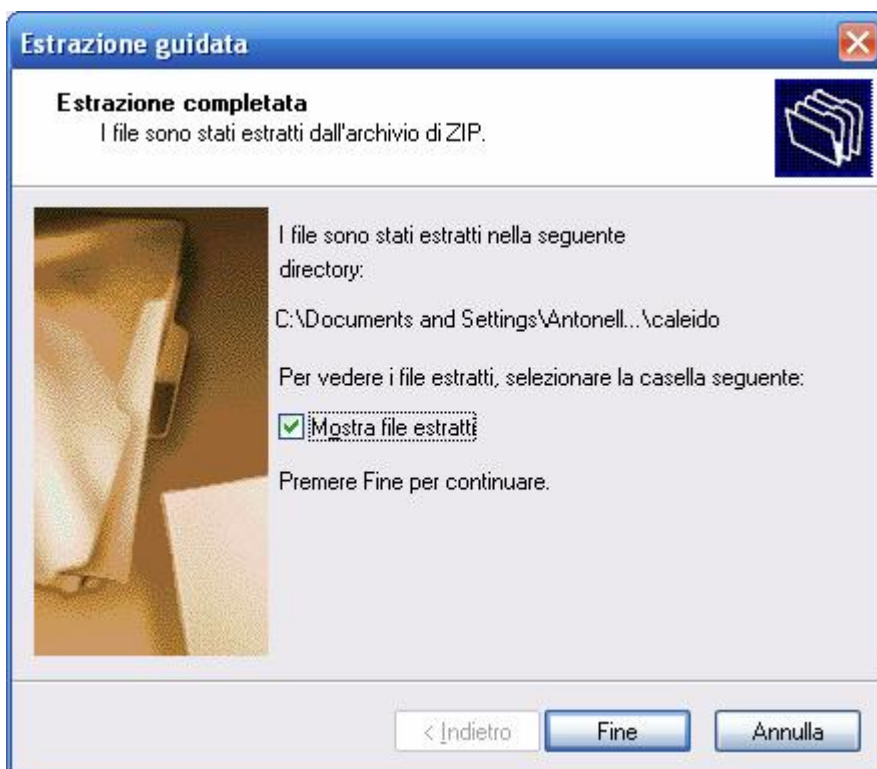 Estrazione guidata
Estrazione completata
I file sono stati estratti dall'archivio di ZIP.
I file sono stati estratti nella seguente
directory:
C:\Documents and Settings\Antonell...\caleido
Per vedere i file estratti, selezionare la casella seguente:
Mostra file estratti
Premere Fine per continuare.
< Indietro
Fine
Annulla